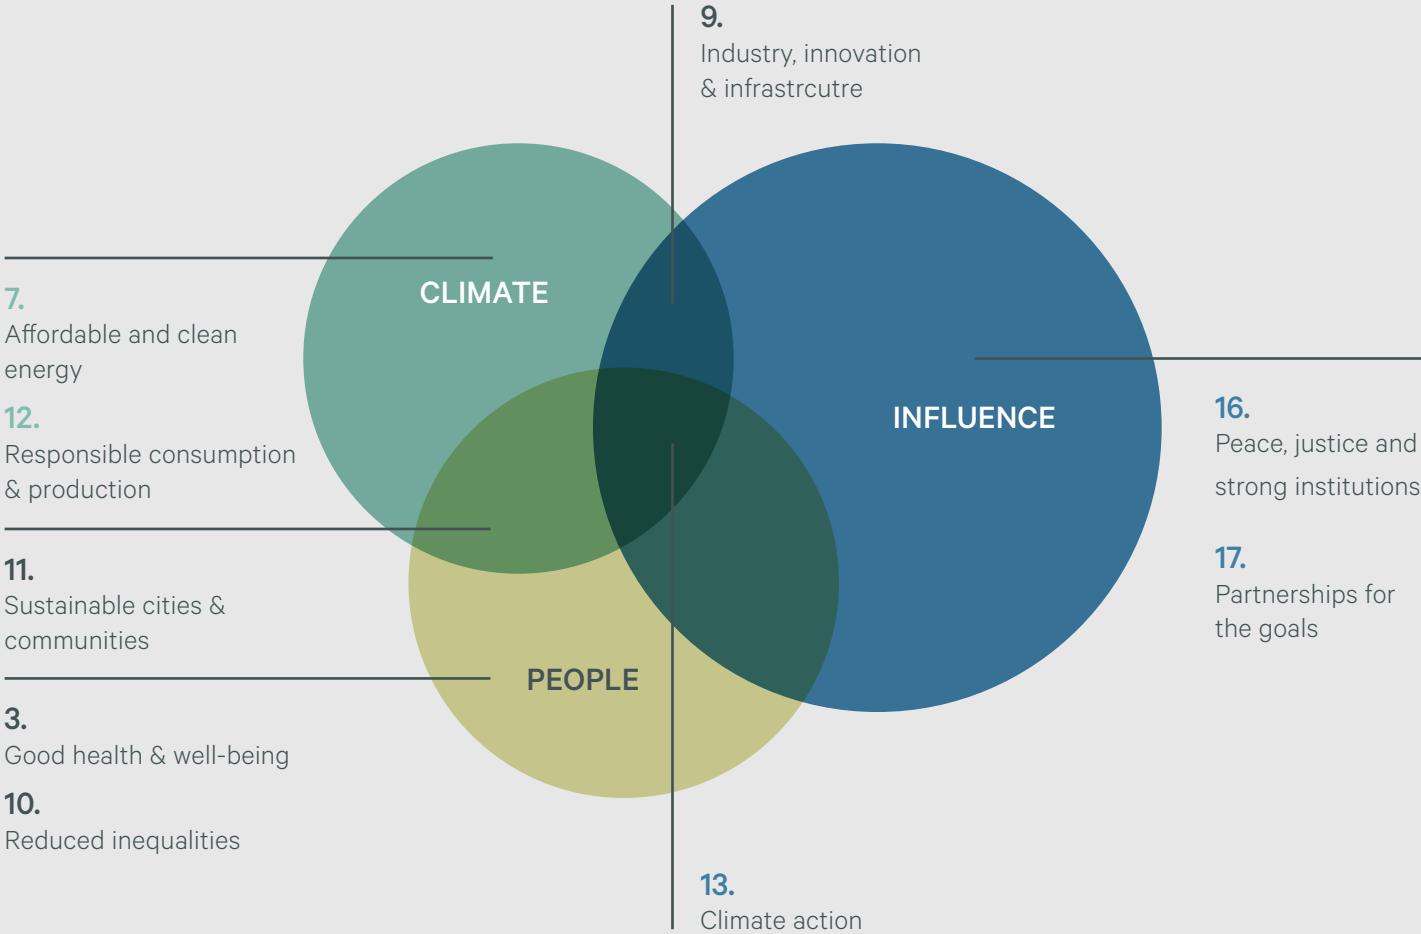 9.
Industry, innovation
& infrastrcutre
CLIMATE
7.
Affordable and clean
energy
12.
Responsible consumption
& production
11.
Sustainable cities &
communities
PEOPLE
3.
Good health & well-being
10.
Reduced inequalities
INFLUENCE
16.
Peace, justice and
strong institutions
17.
Partnerships for
the goals
13.
Climate action